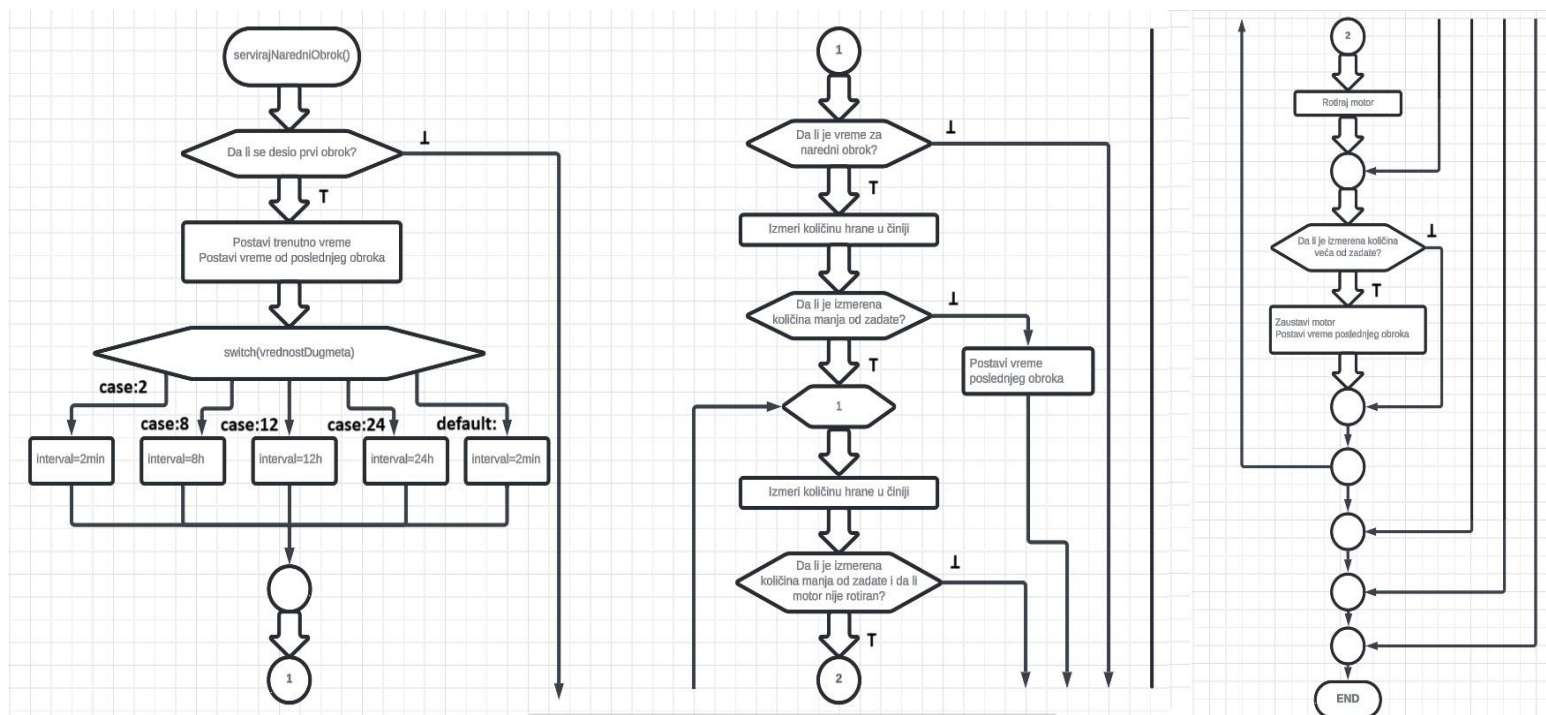 servirajNaredniObrok()
Da li se desio prvi obrok?
⊥
T
Postavi trenutno vreme
Postavi vreme od poslednjeg obroka
switch(vrednostDugmeta)
case:2
case:8
case:12
case:24
default:
interval=2min
interval=8h
interval=12h
interval=24h
interval=2min
1
1
Da li je vreme za
naredni obrok?
⊥
T
Izmeri količinu hrane u činiji
Da li je izmerena
količina manja od zadate?
⊥
T
Postavi vreme
poslednjeg obroka
1
Izmeri količinu hrane u činiji
Da li je izmerena
količina manja od zadate i da li
motor nije rotiran?
⊥
T
2
2
Rotiraj motor
Da li je izmerena količina
veća od zadate?
⊥
T
Zaustavi motor
Postavi vreme poslednjeg obroka
END